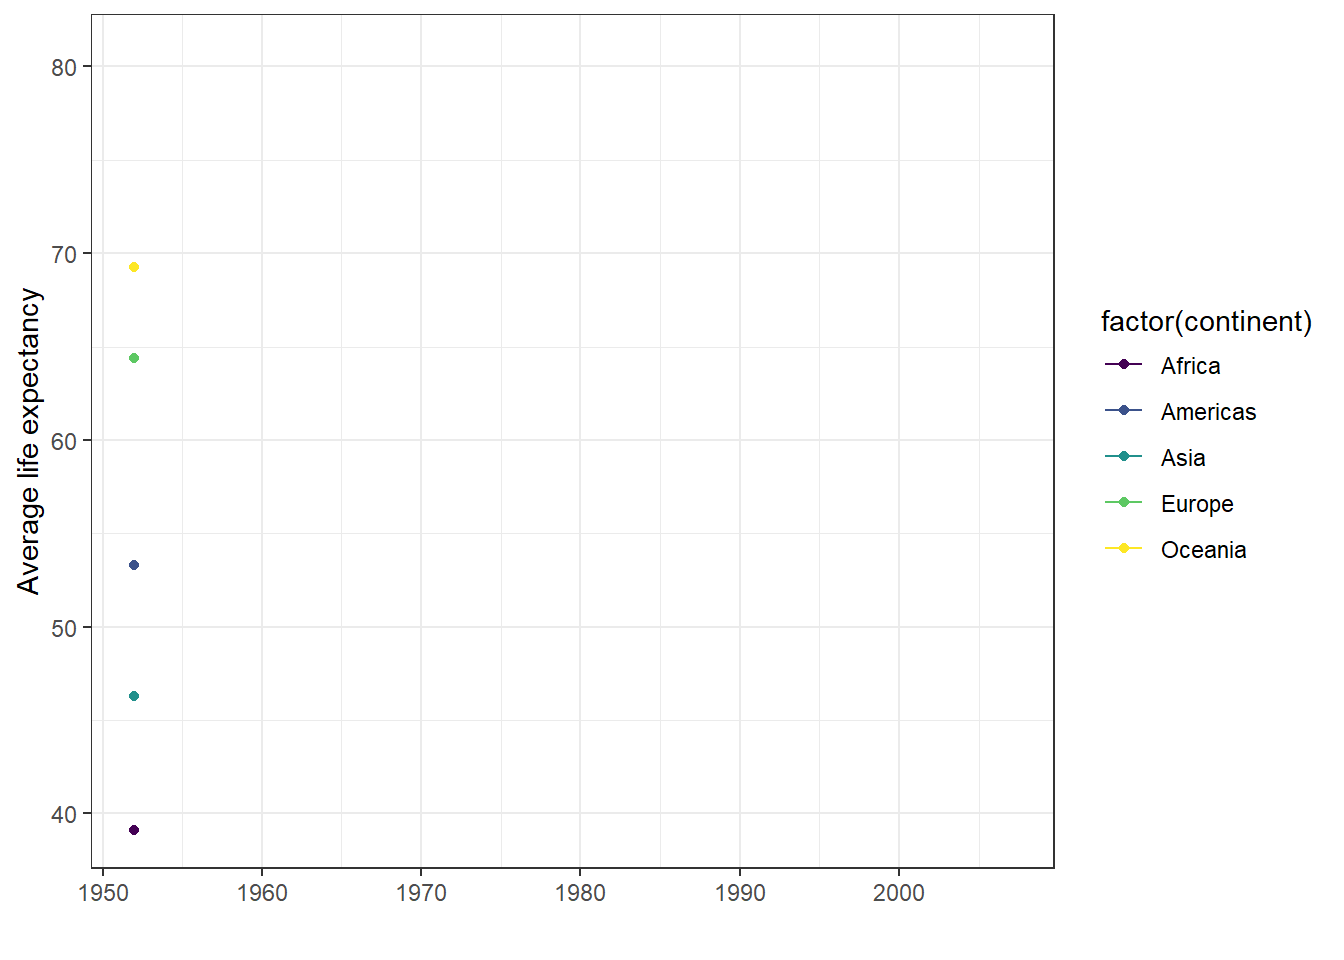 80
70
60
50
40
Average life expectancy
1950 1960 1970 1980 1990 2000
factor(continent)
Africa
Americas
Asia
Europe
Oceania